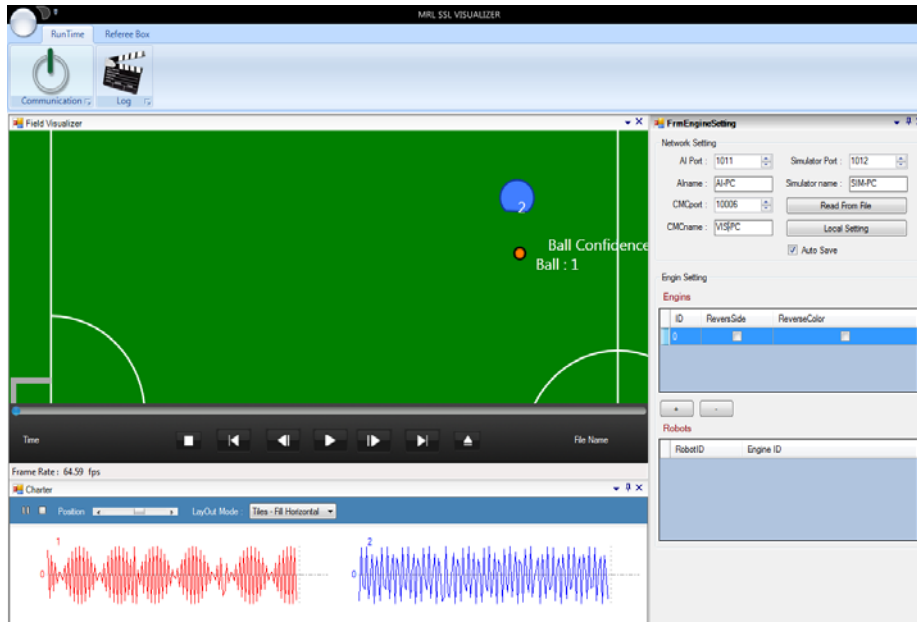 MRL SSL VISUALIZER
RunTime Referee Box
Communication Log
Field Visualizer
2
Ball Confidence
Ball : 1
Time File Name
Frame Rate : 64.59 fps
Charter
Position LayOut Mode : Tiles - Fill Horizontal
1 2
0 0
FrmEngineSetting
Network Setting
AI Port : 1011 Simulator Port : 1012
AIname : AI-PC Simulator name : SIM-PC
CMCport : 10006 Read From File
CMCname : VIS-PC Local Setting
Auto Save
Engin Setting
Engins
ID ReversSide ReverseColor
0
+ -
Robots
RobotID Engine ID